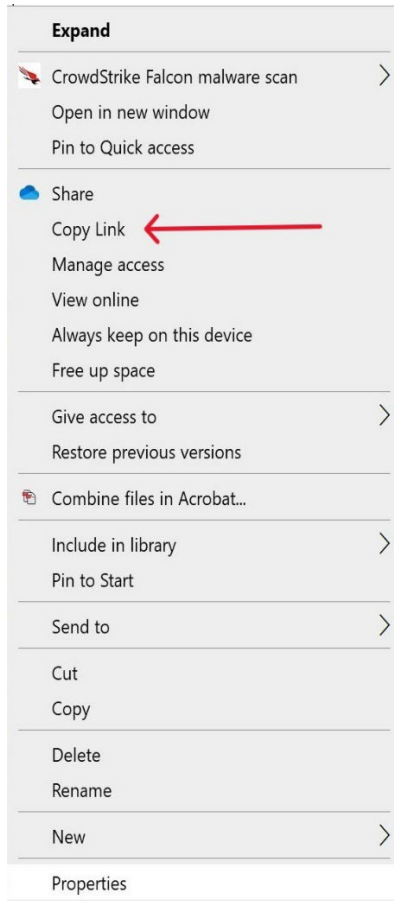 Expand
CrowdStrike Falcon malware scan
Open in new window
Pin to Quick access
Share
Copy Link
Manage access
View online
Always keep on this device
Free up space
Give access to
Restore previous versions
Combine files in Acrobat...
Include in library
Pin to Start
Send to
Cut
Copy
Delete
Rename
New
Properties